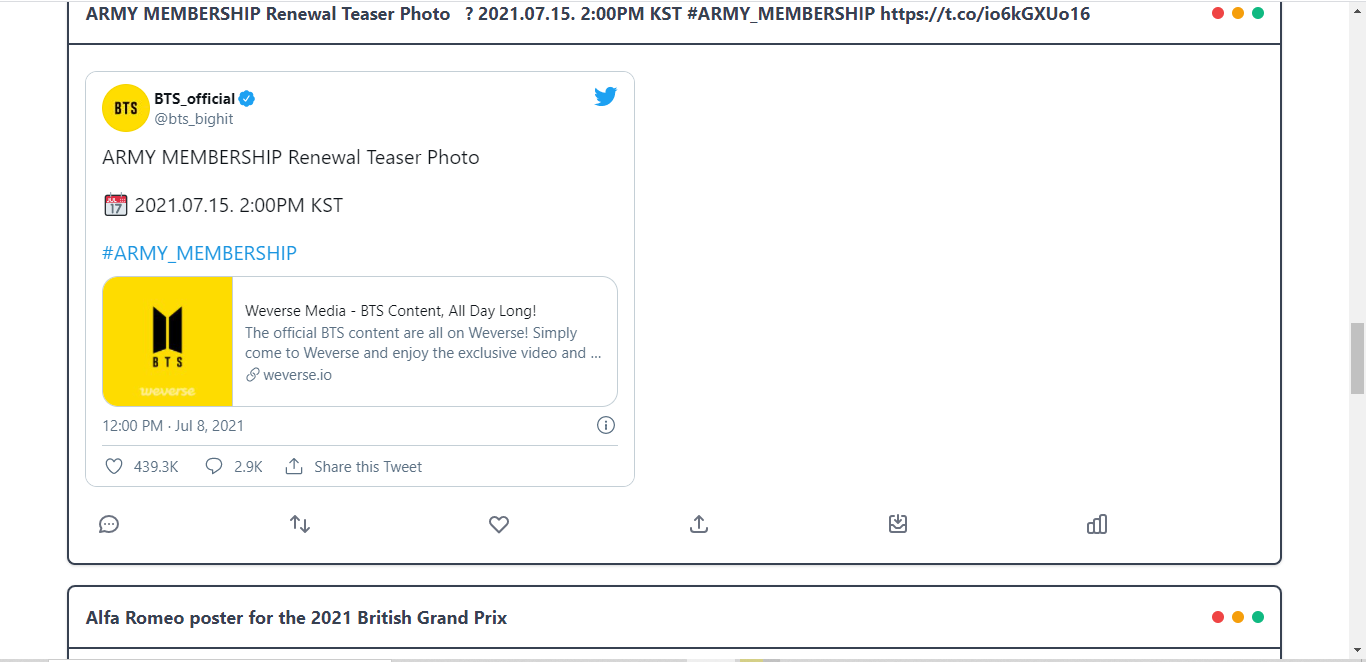 ARMY MEMBERSHIP Renewal Teaser Photo ? 2021.07.15. 2:00PM KST #ARMY_MEMBERSHIP https://t.co/io6kGXUo16
BTS
BTS_official
@bts_bighit
ARMY MEMBERSHIP Renewal Teaser Photo
JUL 17
2021.07.15. 2:00PM KST
#ARMY_MEMBERSHIP
BTS
weverse
Weverse Media - BTS Content, All Day Long!
The official BTS content are all on Weverse! Simply
come to Weverse and enjoy the exclusive video and ...
weverse.io
12:00 PM · Jul 8, 2021
439.3K 2.9K Share this Tweet
Alfa Romeo poster for the 2021 British Grand Prix